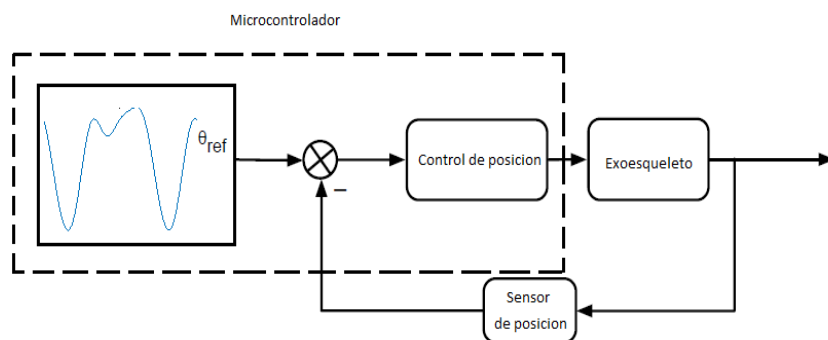 Microcontrolador
θref
Control de posicion
Exoesqueleto
−
Sensor
de posicion